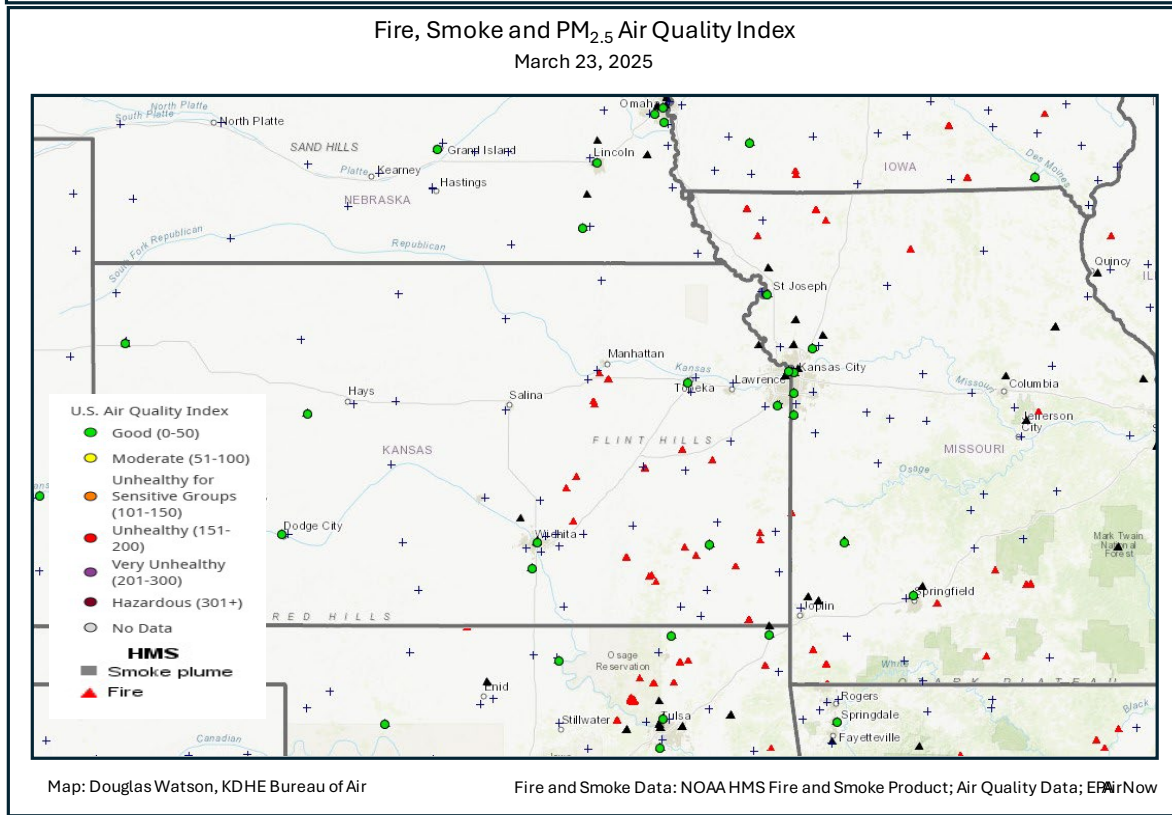 Fire, Smoke and PM2.5 Air Quality Index
March 23, 2025
North Platte
South Platte
North Platte
SAND HILLS
Platte
Kearney
Grand Island
Hastings
NEBRASKA
Lincoln
Omaha
IOWA
Des Moines
South Fork Republican
Republican
Quincy
St Joseph
Manhattan
Kansas
Topeka
Lawrence
Kansas City
Missouri
Columbia
Jefferson
City
MISSOURI
Hays
Salina
FLINT HILLS
KANSAS
Osage
U.S. Air Quality Index
Good (0-50)
Moderate (51-100)
Unhealthy for
Sensitive Groups
(101-150)
Unhealthy (151-
200)
Very Unhealthy
(201-300)
Hazardous (301+)
No Data
HMS
Smoke plume
Fire
Dodge City
Wichita
Mark Twain
National
Forest
RED HILLS
Joplin
Springfield
Osage
Reservation
White
OZARK PLATEAU
Enid
Stillwater
Tulsa
Rogers
Springdale
Fayetteville
Black
Canadian
Map: Douglas Watson, KDHE Bureau of Air
Fire and Smoke Data: NOAA HMS Fire and Smoke Product; Air Quality Data; EPA AirNow